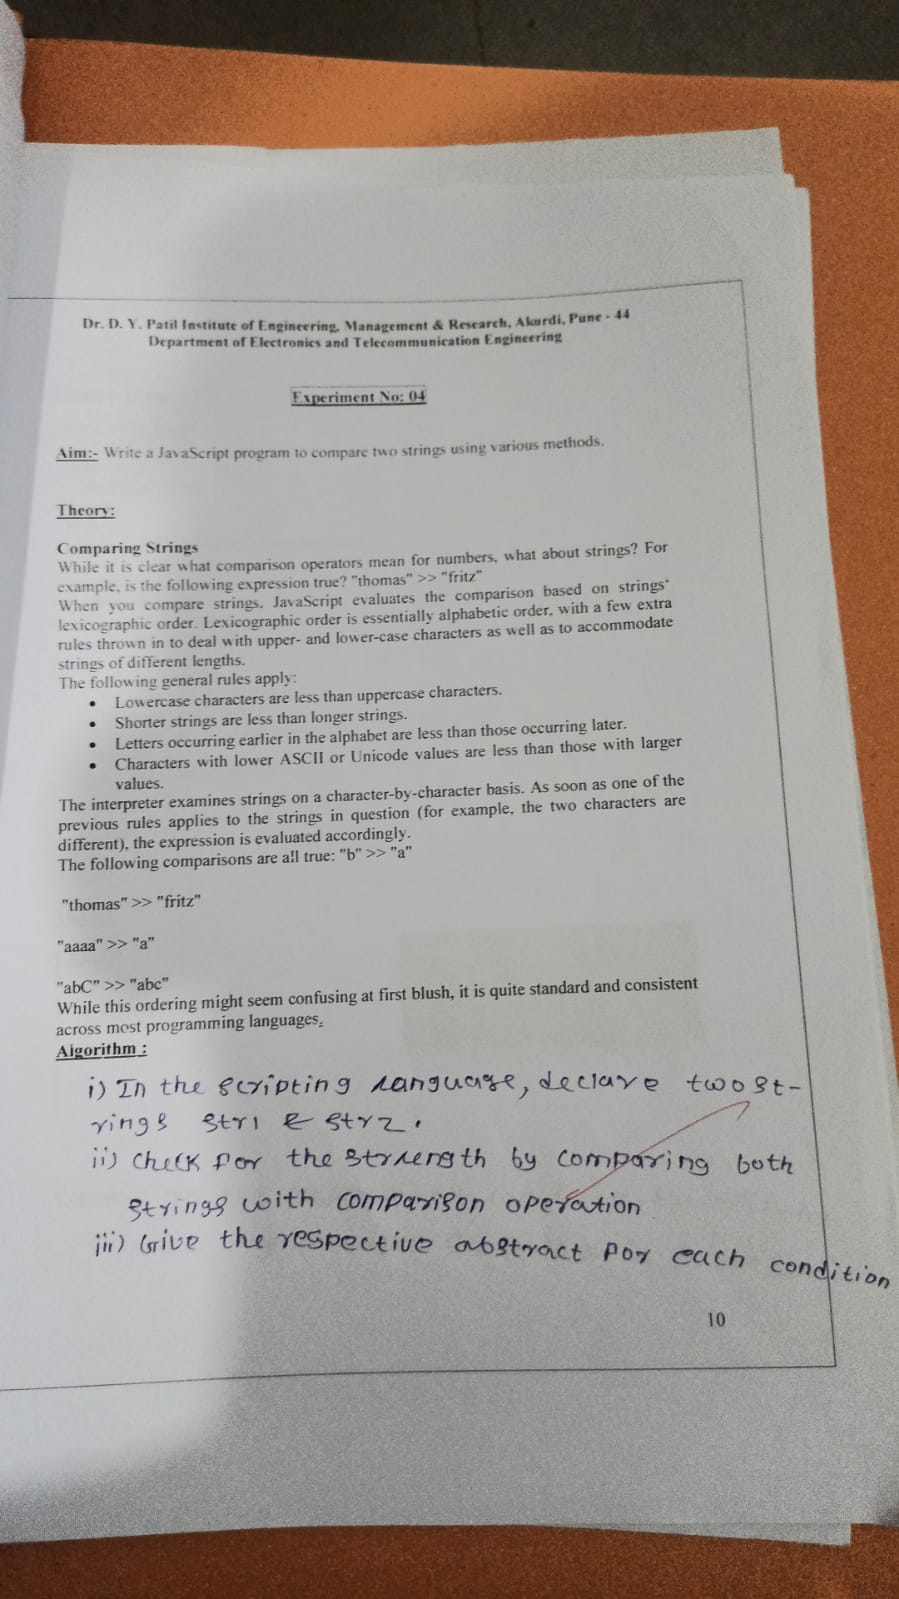 Dr. D. Y. Patil Institute of Engineering, Management & Research, Akurdi, Pune - 44
Department of Electronics and Telecommunication Engineering
Experiment No: 04
Aim:- Write a JavaScript program to compare two strings using various methods.
Theory:
Comparing Strings
While it is clear what comparison operators mean for numbers, what about strings? For
example, is the following expression true? "thomas" >> "fritz"
When you compare strings, JavaScript evaluates the comparison based on strings'
lexicographic order. Lexicographic order is essentially alphabetic order, with a few extra
rules thrown in to deal with upper- and lower-case characters as well as to accommodate
strings of different lengths.
The following general rules apply:
• Lowercase characters are less than uppercase characters.
• Shorter strings are less than longer strings.
• Letters occurring earlier in the alphabet are less than those occurring later.
• Characters with lower ASCII or Unicode values are less than those with larger
values.
The interpreter examines strings on a character-by-character basis. As soon as one of the
previous rules applies to the strings in question (for example, the two characters are
different), the expression is evaluated accordingly.
The following comparisons are all true: "b" >> "a"
"thomas" >> "fritz"
"aaaa" >> "a"
"abC" >> "abc"
While this ordering might seem confusing at first blush, it is quite standard and consistent
across most programming languages.
Algorithm :
i) In the scripting language, declare two st-
rings str1 & str2.
ii) Check for the by comparing both
strings with comparison operation
iii) Give the respective abstract for each condition
10